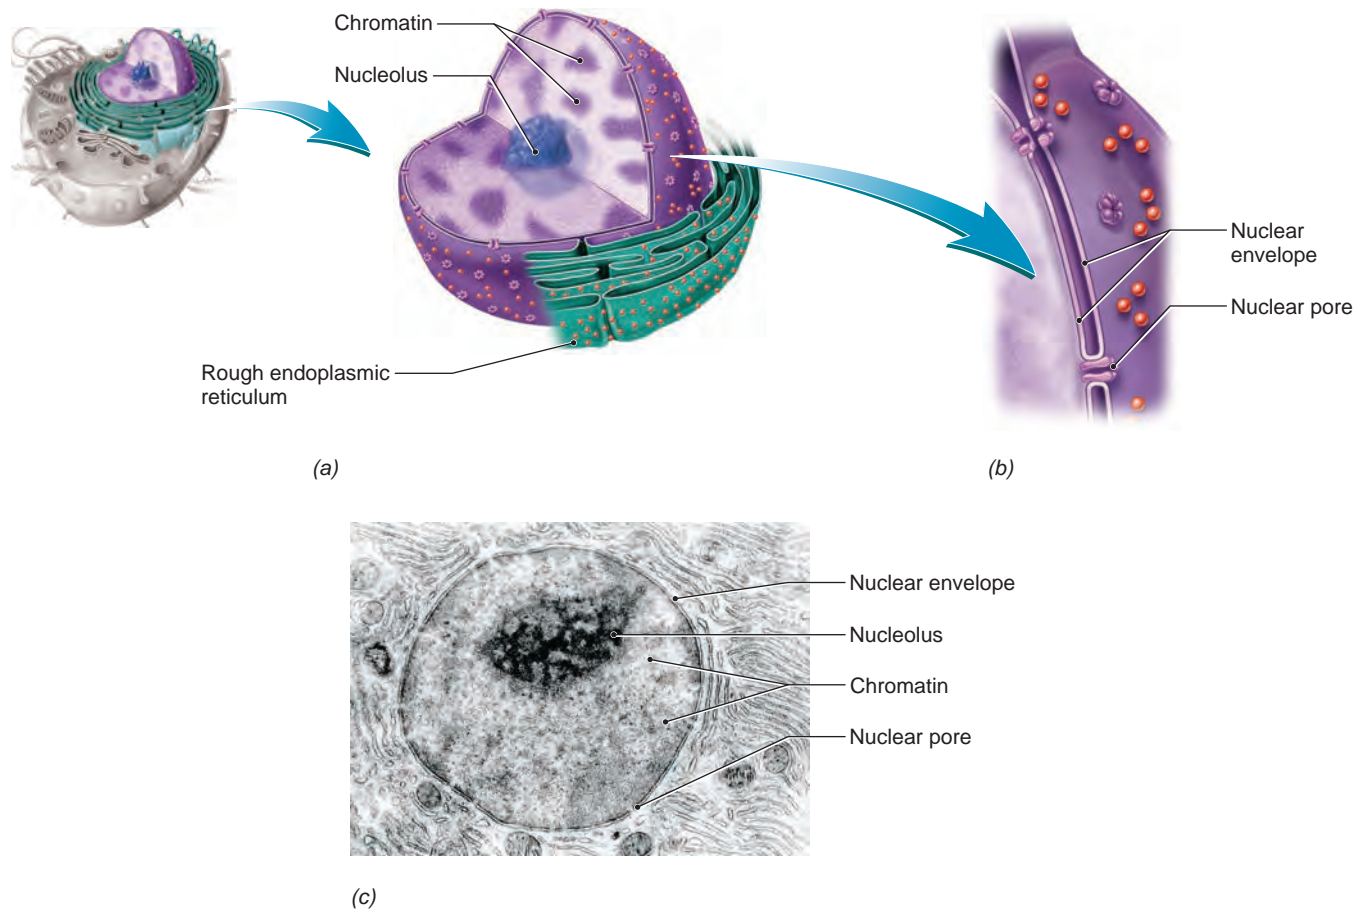 Chromatin
Nucleolus
Rough endoplasmic
reticulum
(a)
Nuclear
envelope
Nuclear pore
(b)
Nuclear envelope
Nucleolus
Chromatin
Nuclear pore
(c)